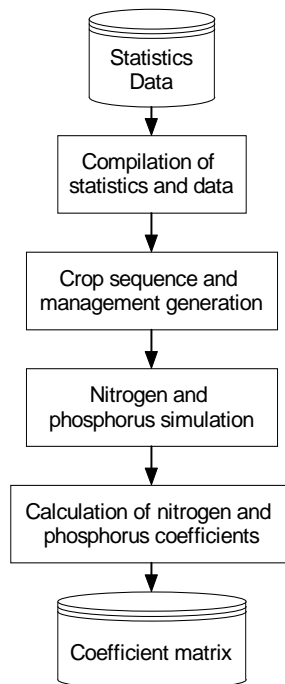 Statistics
Data
Compilation of
statistics and data
Crop sequence and
management generation
Nitrogen and
phosphorus simulation
Calculation of nitrogen and
phosphorus coefficients
Coefficient matrix